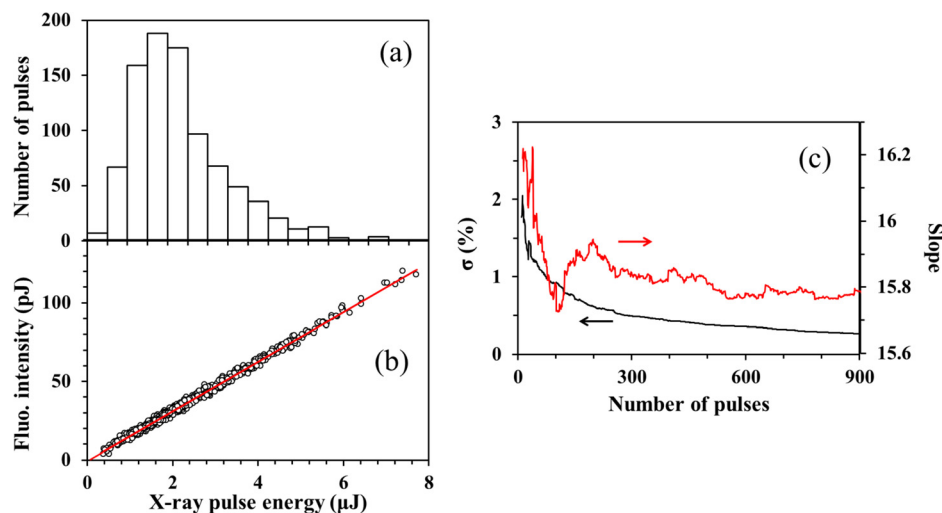 200
(a)
150
Number of pulses
100
50
0
Fluo. intensity (pJ)
100
50
(b)
0
0 2 4 6 8
X-ray pulse energy (μJ)
3
(c)
16.2
2
16
σ (%)
Slope
1
15.8
0
15.6
0 300 600 900
Number of pulses